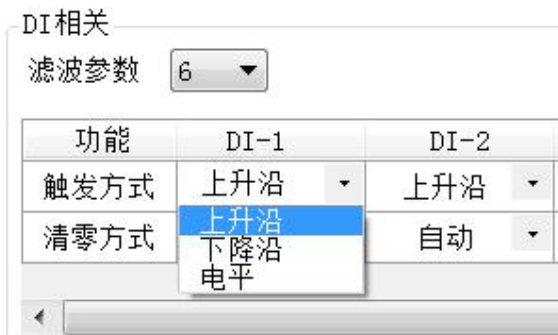 DI相关
滤波参数 6
功能 DI-1 DI-2
触发方式 上升沿 上升沿
清零方式 上升沿 自动
下降沿
电平